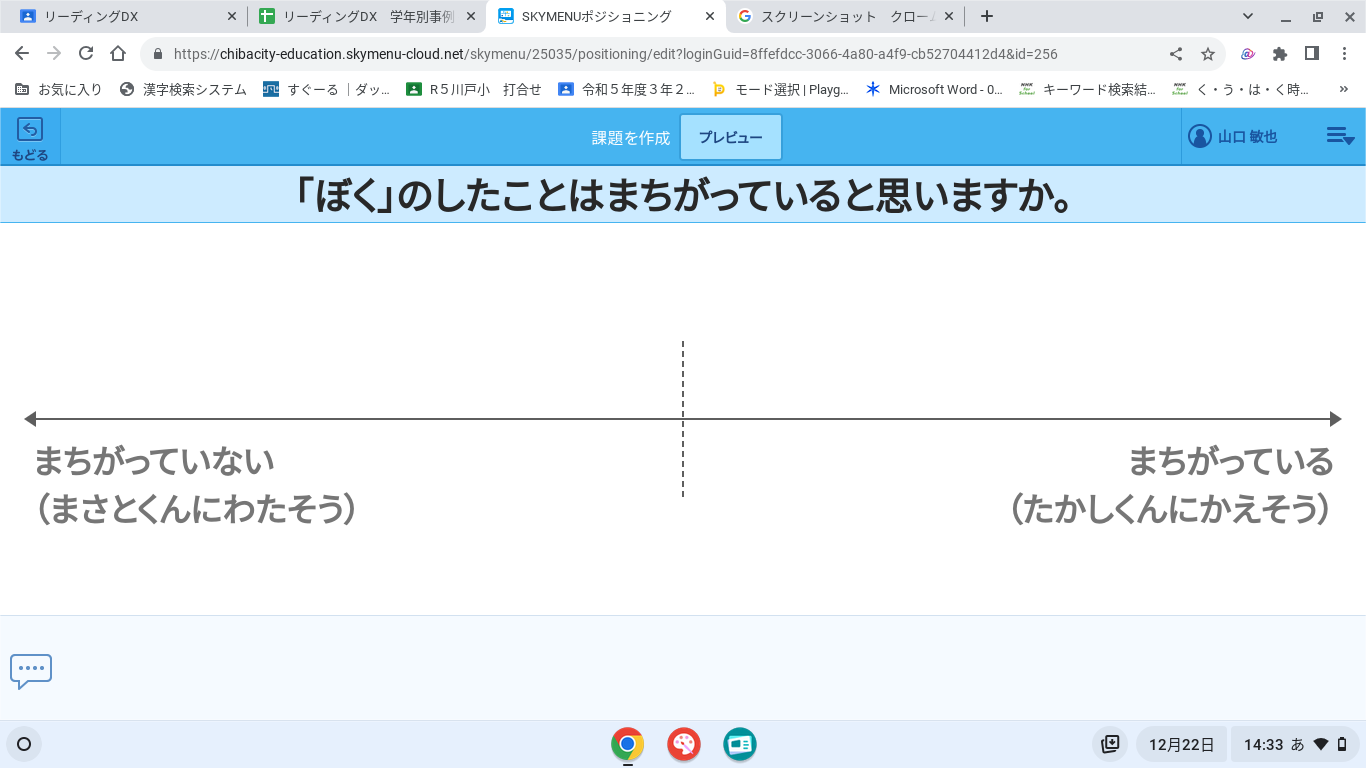 リーディングDX
リーディングDX　学年別事例
SKYMENUポジショニング
スクリーンショット　クローム
https://chibacity-education.skymenu-cloud.net/skymenu/25035/positioning/edit?loginGuid=8ffefdcc-3066-4a80-a4f9-cb52704412d4&id=256
お気に入り
漢字検索システム
すぐーる ｜ダッ...
R５川戸小　打合せ
令和５年度３年２...
モード選択 | Playg...
Microsoft Word - 0...
キーワード検索結...
く・う・は・く時...
»
もどる
課題を作成
プレビュー
山口 敏也
「ぼく」のしたことはまちがっていると思いますか。
まちがっていない
（まさとくんにわたそう）
まちがっている
（たかしくんにかえそう）
12月22日
14:33
あ